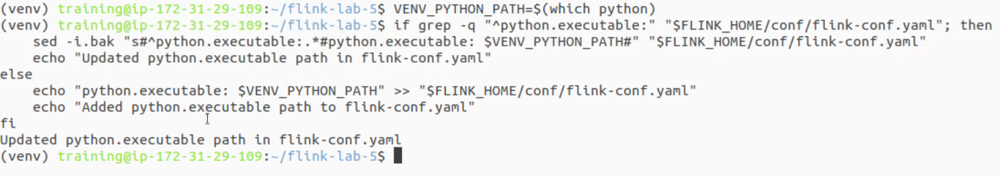 (venv) training@ip-172-31-29-109:~/flink-lab-5$ VENV_PYTHON_PATH=$(which python)
(venv) training@ip-172-31-29-109:~/flink-lab-5$ if grep -q "^python.executable:" "$FLINK_HOME/conf/flink-conf.yaml"; then
    sed -i.bak "s#^python.executable:.*#python.executable: $VENV_PYTHON_PATH#" "$FLINK_HOME/conf/flink-conf.yaml"
    echo "Updated python.executable path in flink-conf.yaml"
else
    echo "python.executable: $VENV_PYTHON_PATH" >> "$FLINK_HOME/conf/flink-conf.yaml"
    echo "Added python.executable path to flink-conf.yaml"
fi
Updated python.executable path in flink-conf.yaml
(venv) training@ip-172-31-29-109:~/flink-lab-5$